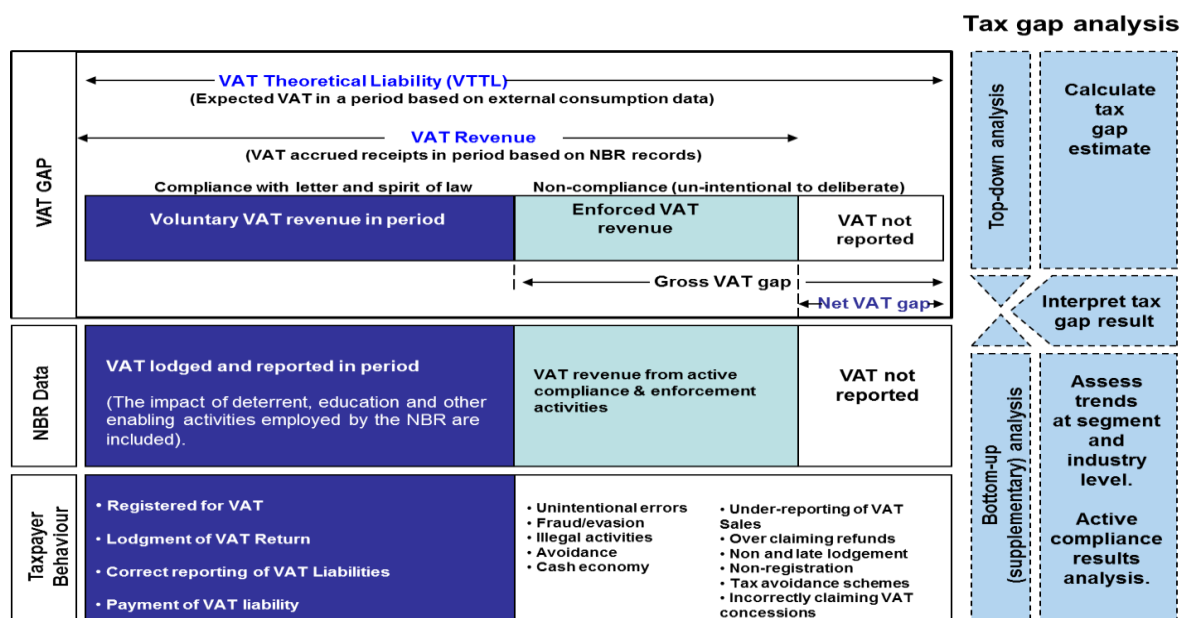 Tax gap analysis
VAT GAP
VAT Theoretical Liability (VTTL)
(Expected VAT in a period based on external consumption data)
VAT Revenue
(VAT accrued receipts in period based on NBR records)
Compliance with letter and spirit of law
Non-compliance (un-intentional to deliberate)
Voluntary VAT revenue in period
Enforced VAT
revenue
VAT not
reported
Gross VAT gap
Net VAT gap
Top-down analysis
Calculate
tax
gap
estimate
Interpret tax
gap result
NBR Data
VAT lodged and reported in period
(The impact of deterrent, education and other
enabling activities employed by the NBR are
included).
VAT revenue from active
compliance & enforcement
activities
VAT not
reported
Taxpayer
Behaviour
• Registered for VAT
• Lodgment of VAT Return
• Correct reporting of VAT Liabilities
• Payment of VAT liability
• Unintentional errors
• Fraud/evasion
• Illegal activities
• Avoidance
• Cash economy
• Under-reporting of VAT
Sales
• Over claiming refunds
• Non and late lodgement
• Non-registration
• Tax avoidance schemes
• Incorrectly claiming VAT
concessions
Bottom-up
(supplementary) analysis
Assess
trends
at segment
and
industry
level.
Active
compliance
results
analysis.